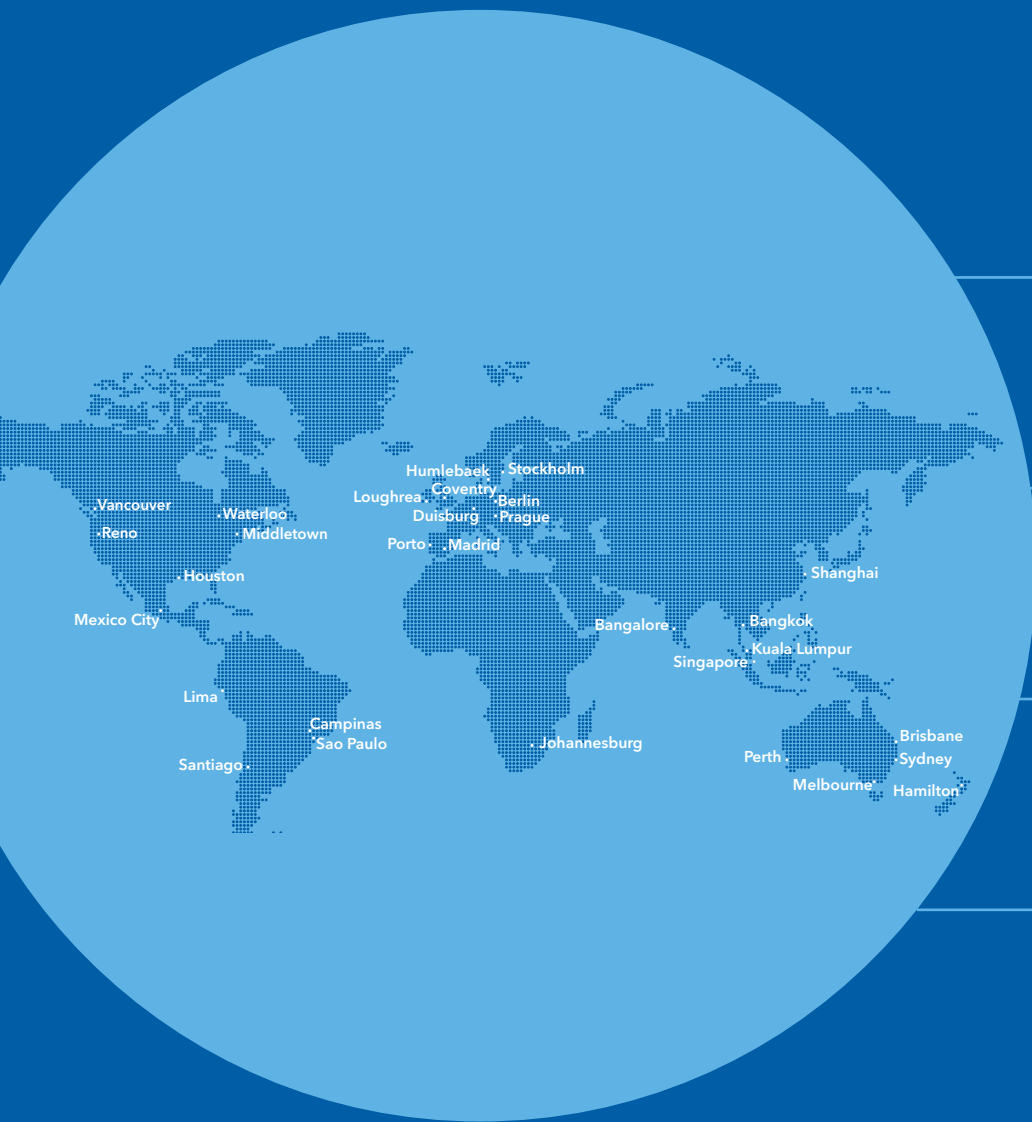 Humlebaek
Stockholm
Coventry
Loughrea
Berlin
Vancouver
Waterloo
Duisburg
Prague
Reno
Middletown
Porto
Madrid
Shanghai
Houston
Mexico City
Bangalore
Bangkok
Kuala Lumpur
Singapore
Lima
Campinas
Sao Paulo
Johannesburg
Brisbane
Santiago
Perth
Sydney
Melbourne
Hamilton